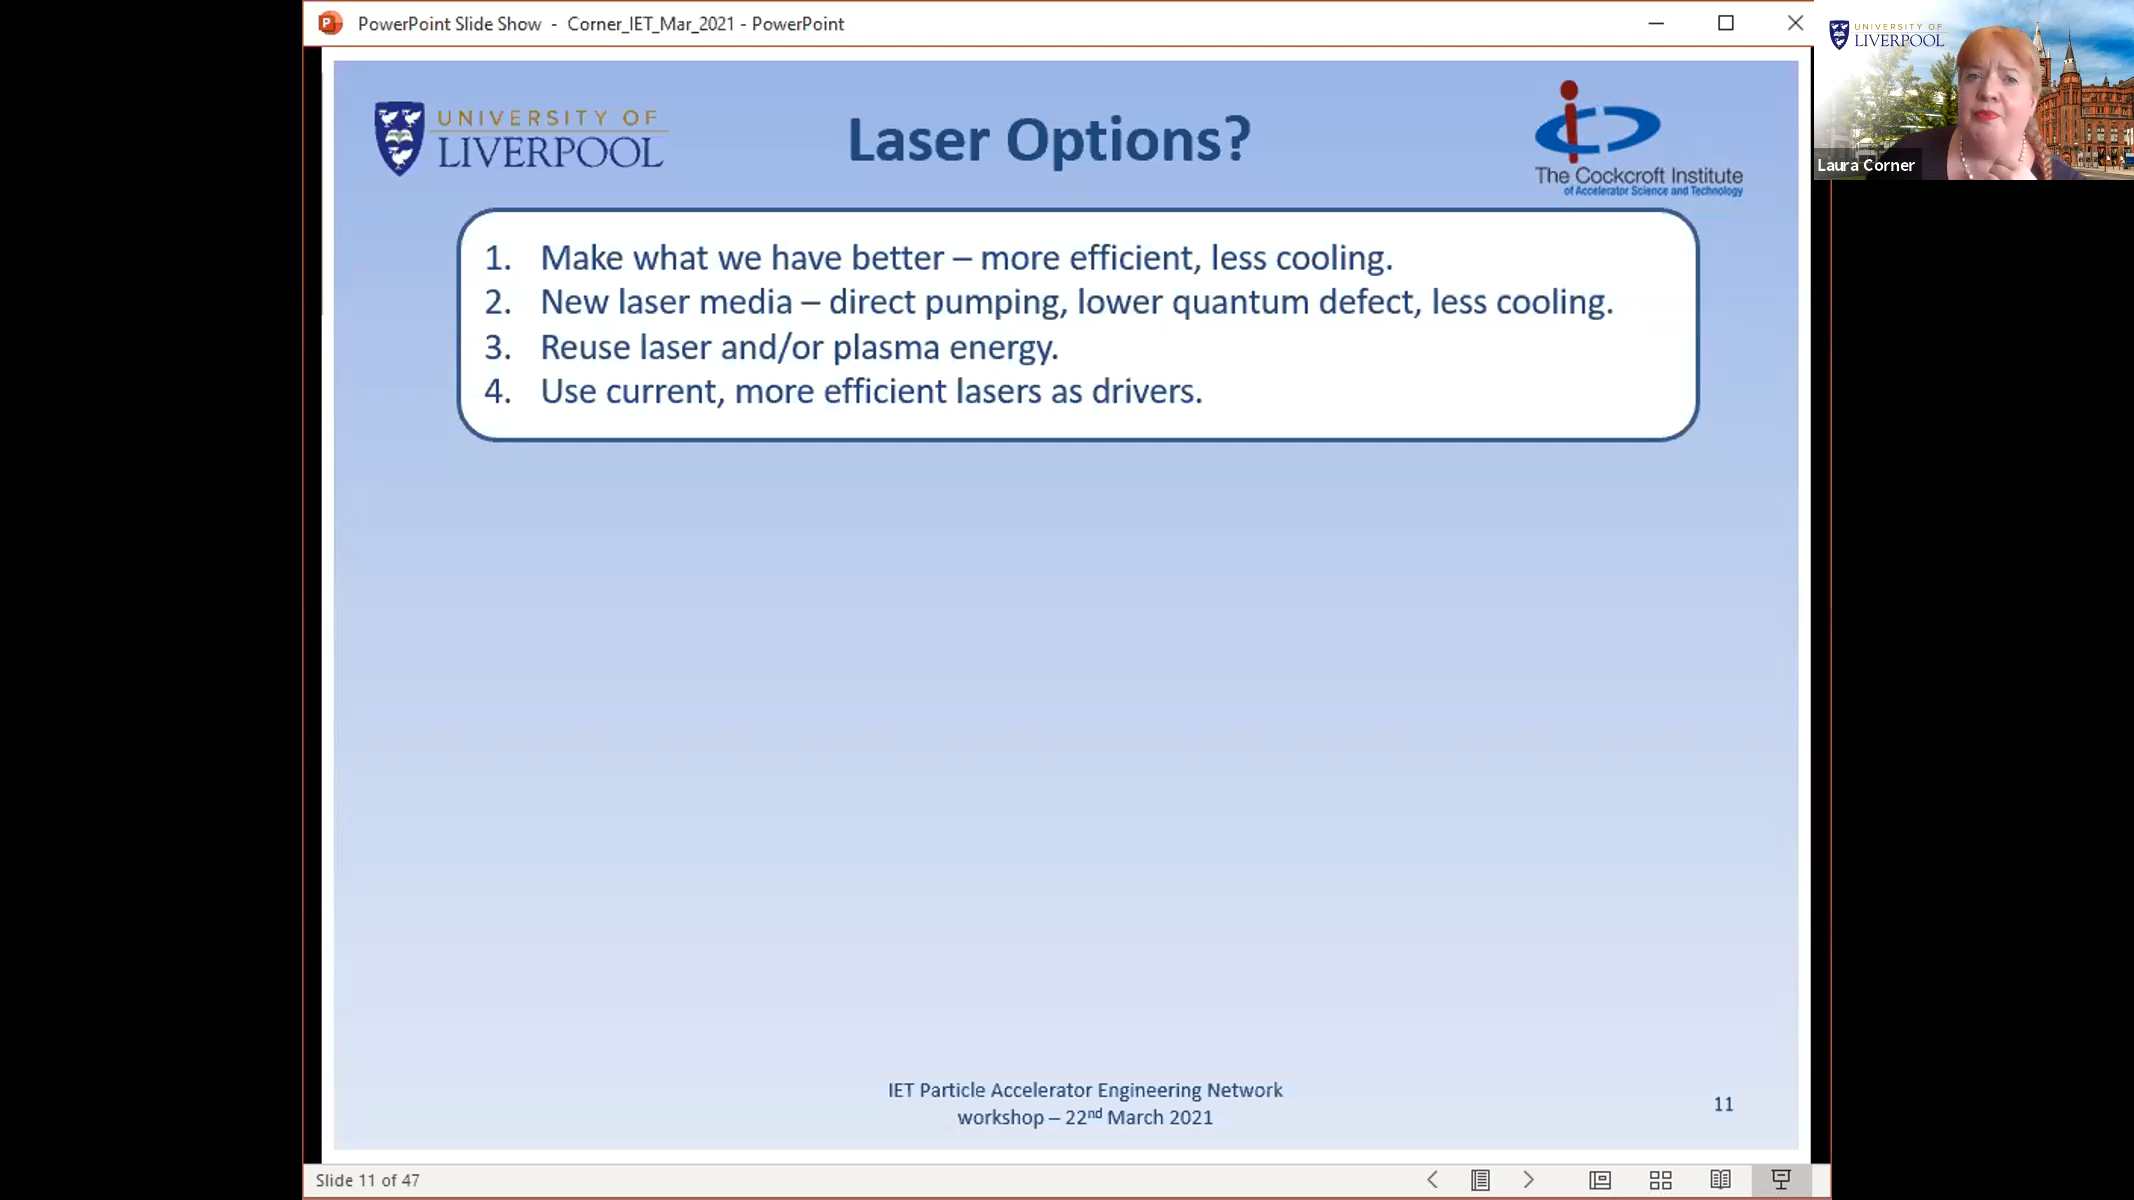 PowerPoint Slide Show - Corner_IET_Mar_2021 - PowerPoint
UNIVERSITY OF
LIVERPOOL
Laser Options?
The Cockcroft Institute
of Accelerator Science and Technology
UNIVERSITY OF
LIVERPOOL
Laura Corner
1. Make what we have better – more efficient, less cooling.
2. New laser media – direct pumping, lower quantum defect, less cooling.
3. Reuse laser and/or plasma energy.
4. Use current, more efficient lasers as drivers.
IET Particle Accelerator Engineering Network
workshop – 22nd March 2021
11
Slide 11 of 47